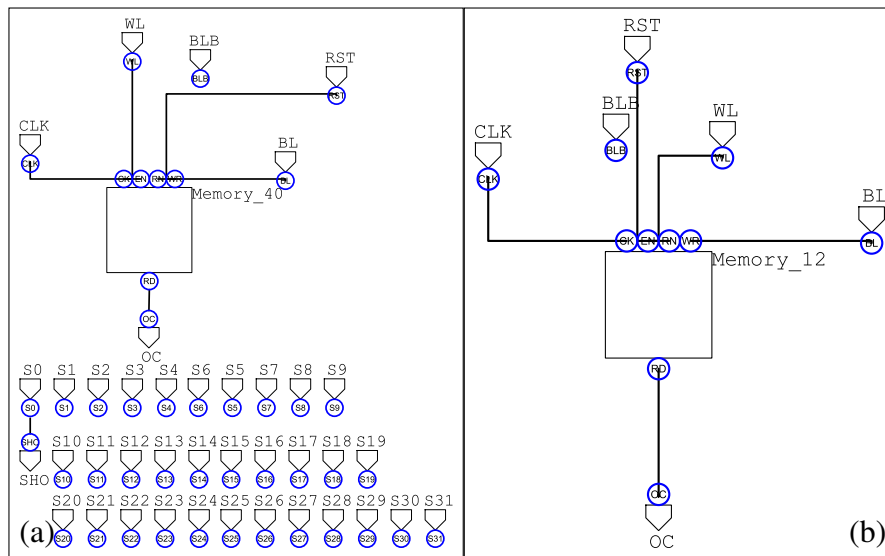 WL
WL
BLB
BLB
RST
RST
CLK
CLK
BL
BL
CK EN RN WR
Memory_40
RD
OC
OC
S0 S1 S2 S3 S4 S6 S5 S7 S8 S9
S0 S1 S2 S3 S4 S6 S5 S7 S8 S9
SHO
SHO
S10 S11 S12 S13 S14 S15 S16 S17 S18 S19
S10 S11 S12 S13 S14 S15 S16 S17 S18 S19
S20 S21 S22 S23 S24 S25 S26 S27 S28 S29 S30 S31
S20 S21 S22 S23 S24 S25 S26 S27 S28 S29 S30 S31
(a)
RST
RST
BLB
BLB
WL
WL
CLK
CLK
BL
BL
CK EN RN WR
Memory_12
RD
OC
OC
(b)